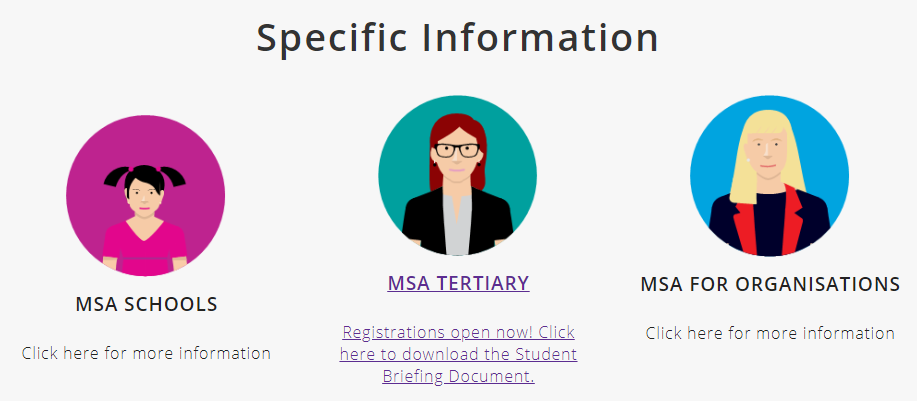 Specific Information
MSA SCHOOLS
Click here for more information
MSA TERTIARY
Registrations open now! Click
here to download the Student
Briefing Document.
MSA FOR ORGANISATIONS
Click here for more information